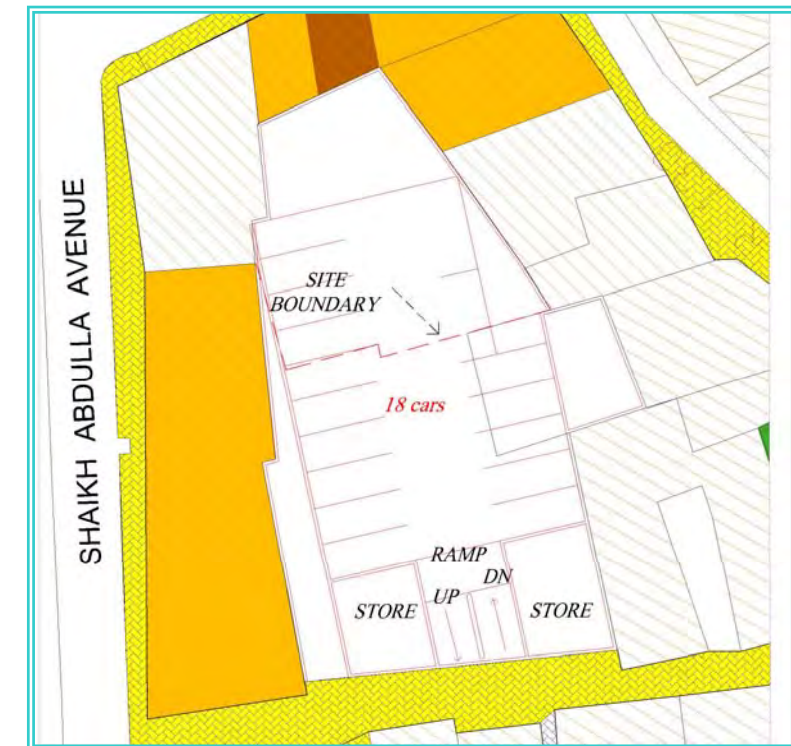 SHAIKH ABDULLA AVENUE
SITE
BOUNDARY
18 cars
RAMP
UP
DN
STORE
STORE